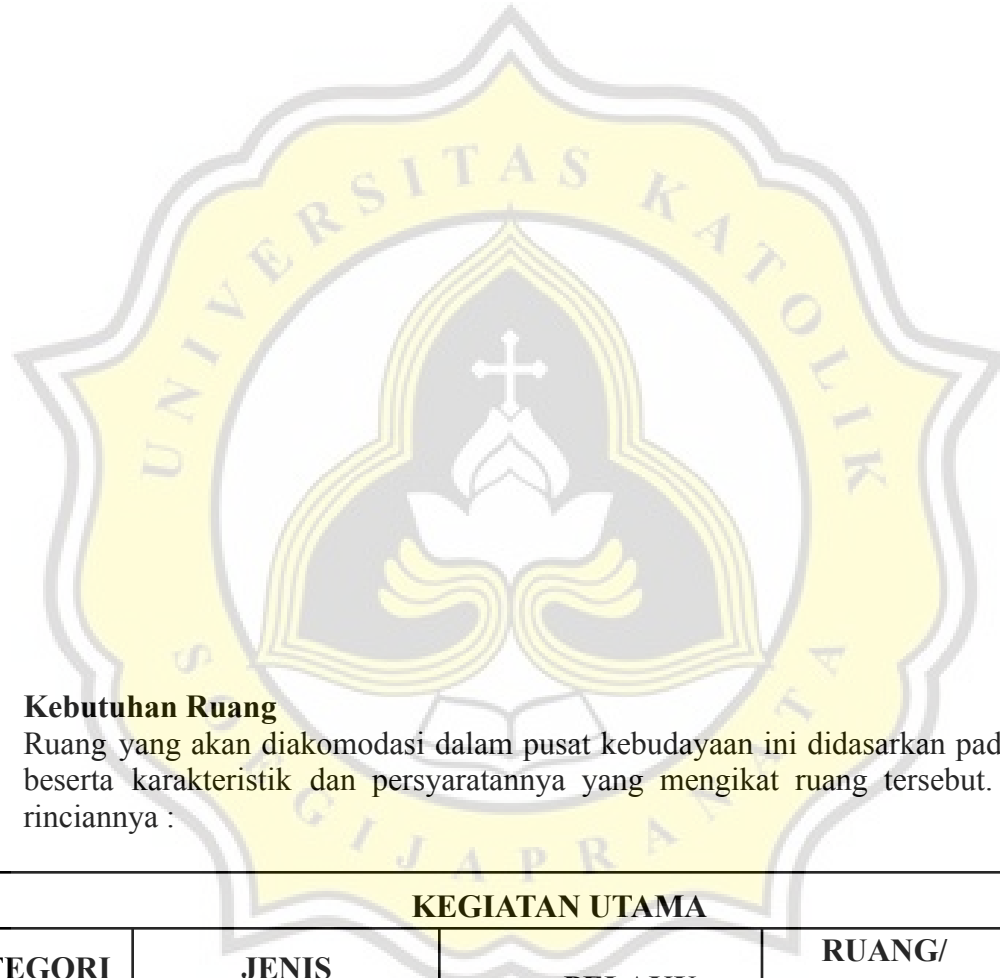 UNIVERSITAS KATOLIK
SOEGIJAPRANATA
Kebutuhan Ruang
Ruang yang akan diakomodasi dalam pusat kebudayaan ini didasarkan pad
beserta karakteristik dan persyaratannya yang mengikat ruang tersebut.
rinciannya :
KEGIATAN UTAMA
TEGORI JENIS RUANG/